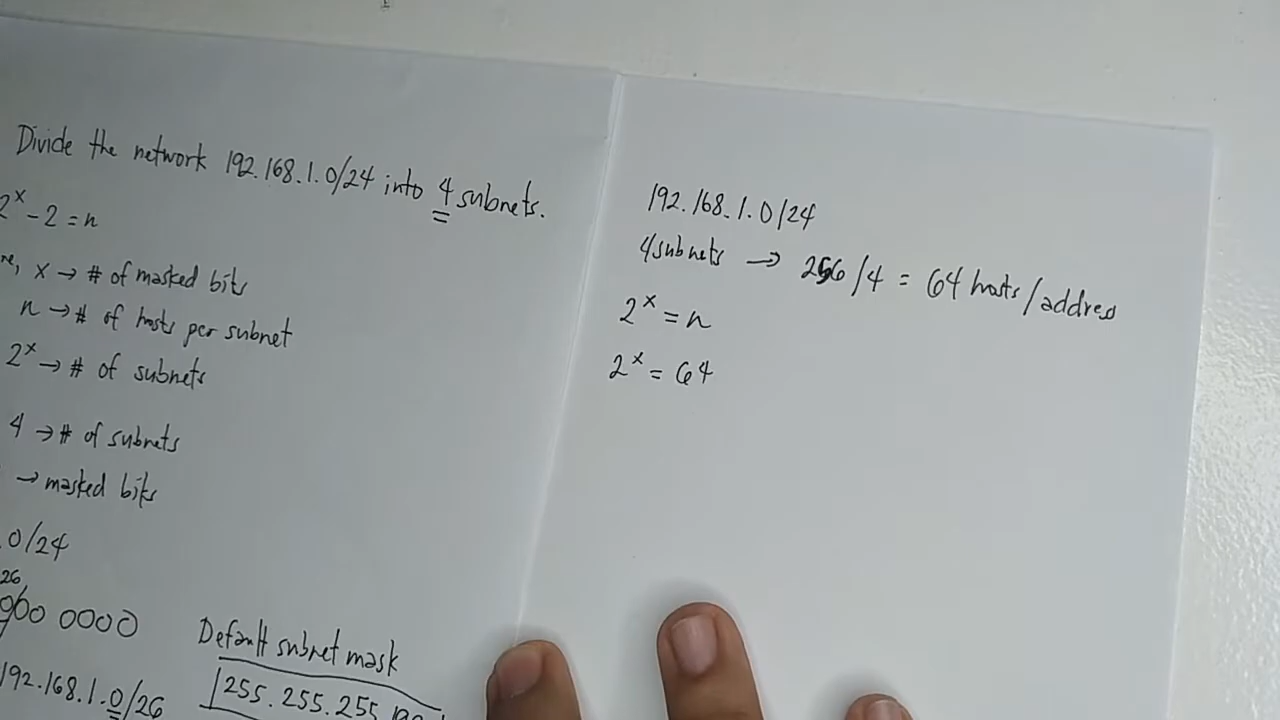 Divide the network 192.168.1.0/24 into 4 subnets.
2^x - 2 = n
x → # of masked bits
n → # of hosts per subnet
2^x → # of subnets
4 → # of subnets
→ masked bits
.0/24
26
0000
192.168.1.0/26
Default subnet mask
255.255.255.
192.168.1.0/24
4 subnets → 256/4 = 64 hosts/address
2^x = n
2^x = 64